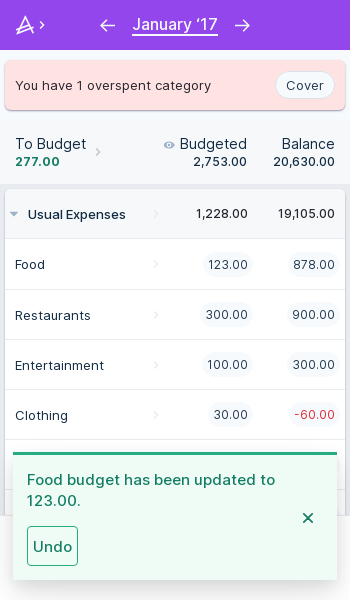 January ‘17
You have 1 overspent category
Cover
To Budget
277.00
Budgeted
2,753.00
Balance
20,630.00
Usual Expenses 1,228.00 19,105.00
Food 123.00 878.00
Restaurants 300.00 900.00
Entertainment 100.00 300.00
Clothing 30.00 -60.00
Food budget has been updated to
123.00.
Undo